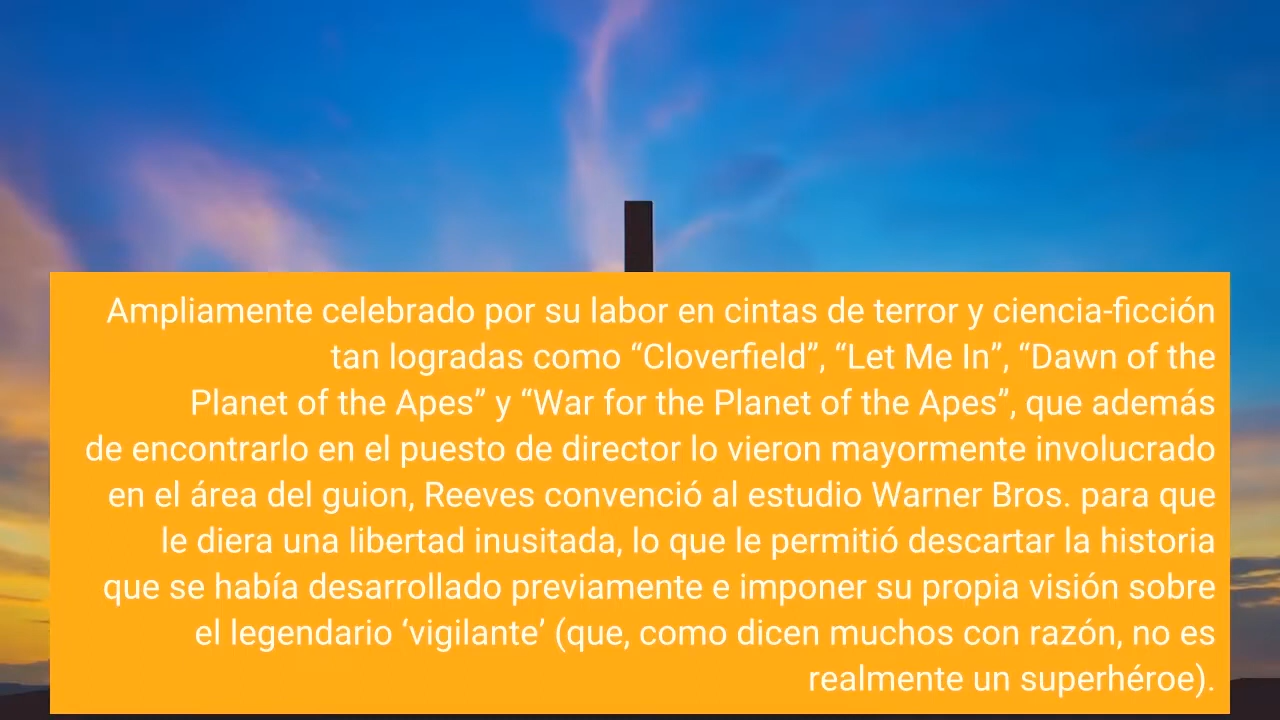 Ampliamente celebrado por su labor en cintas de terror y ciencia-ficción
tan logradas como “Cloverfield”, “Let Me In”, “Dawn of the
Planet of the Apes” y “War for the Planet of the Apes”, que además
de encontrarlo en el puesto de director lo vieron mayormente involucrado
en el área del guion, Reeves convenció al estudio Warner Bros. para que
le diera una libertad inusitada, lo que le permitió descartar la historia
que se había desarrollado previamente e imponer su propia visión sobre
el legendario ‘vigilante’ (que, como dicen muchos con razón, no es
realmente un superhéroe).